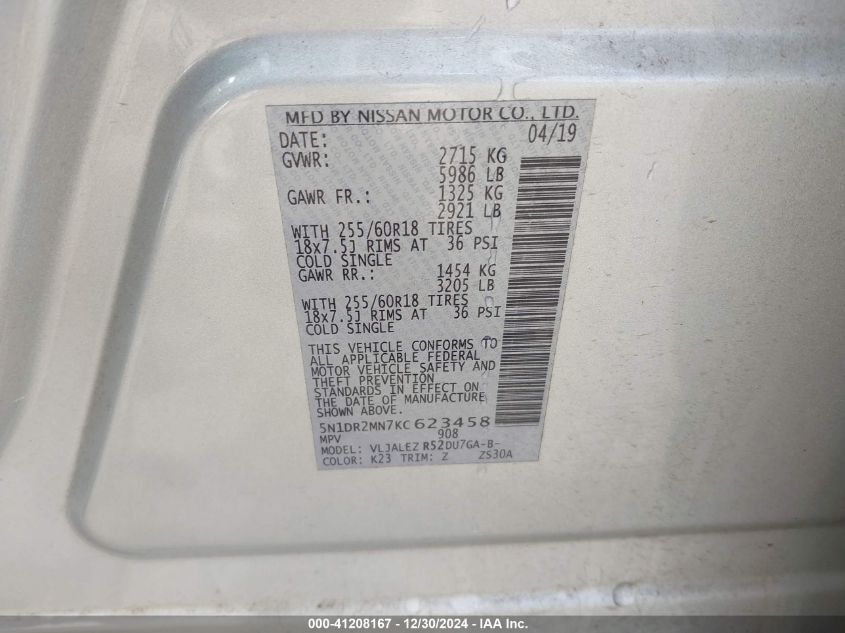 MFD BY NISSAN MOTOR CO., LTD.
DATE: 04/19
GVWR: 2715 KG
5986 LB
GAWR FR.: 1325 KG
2921 LB
WITH 255/60R18 TIRES
18x7.5J RIMS AT 36 PSI
COLD SINGLE
GAWR RR.: 1454 KG
3205 LB
WITH 255/60R18 TIRES
18x7.5J RIMS AT 36 PSI
COLD SINGLE
THIS VEHICLE CONFORMS TO
ALL APPLICABLE FEDERAL
MOTOR VEHICLE SAFETY AND
THEFT PREVENTION
STANDARDS IN EFFECT ON
THE DATE OF MANUFACTURE
SHOWN ABOVE.
5N1DR2MN7KC623458
MPV 908
MODEL: VLJALEZ R52DU7GA-B-
COLOR: K23 TRIM: Z ZS30A
000-41208167 - 12/30/2024 - IAA Inc.